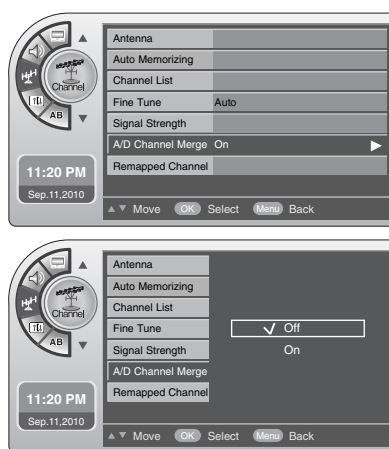 Antenna
Auto Memorizing
Channel List
Fine Tune Auto
Signal Strength
A/D Channel Merge On
Remapped Channel
Channel
AB
11:20 PM
Sep.11,2010
Move OK Select Menu Back
Antenna
Auto Memorizing
Channel List
Fine Tune
Signal Strength
A/D Channel Merge
Remapped Channel
Off
On
Channel
AB
11:20 PM
Sep.11,2010
Move OK Select Menu Back